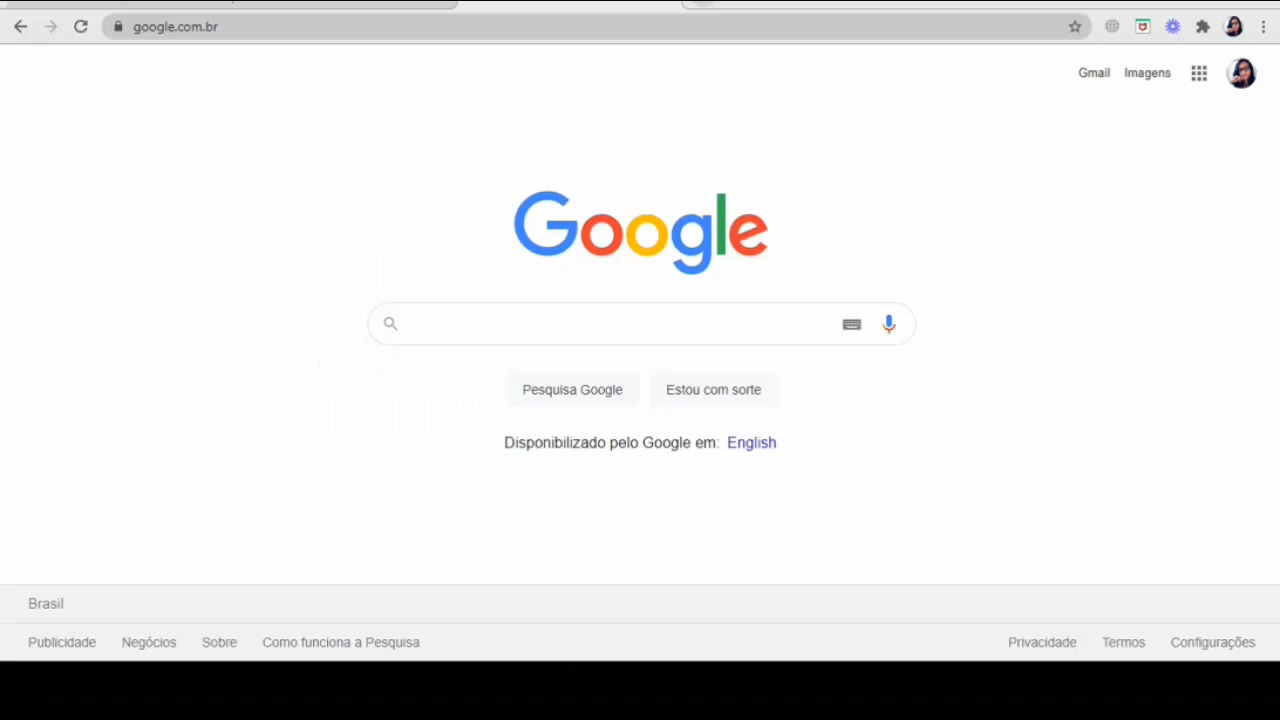 google.com.br
Gmail Imagens
Google
Pesquisa Google Estou com sorte
Disponibilizado pelo Google em: English
Brasil
Publicidade Negócios Sobre Como funciona a Pesquisa Privacidade Termos Configurações